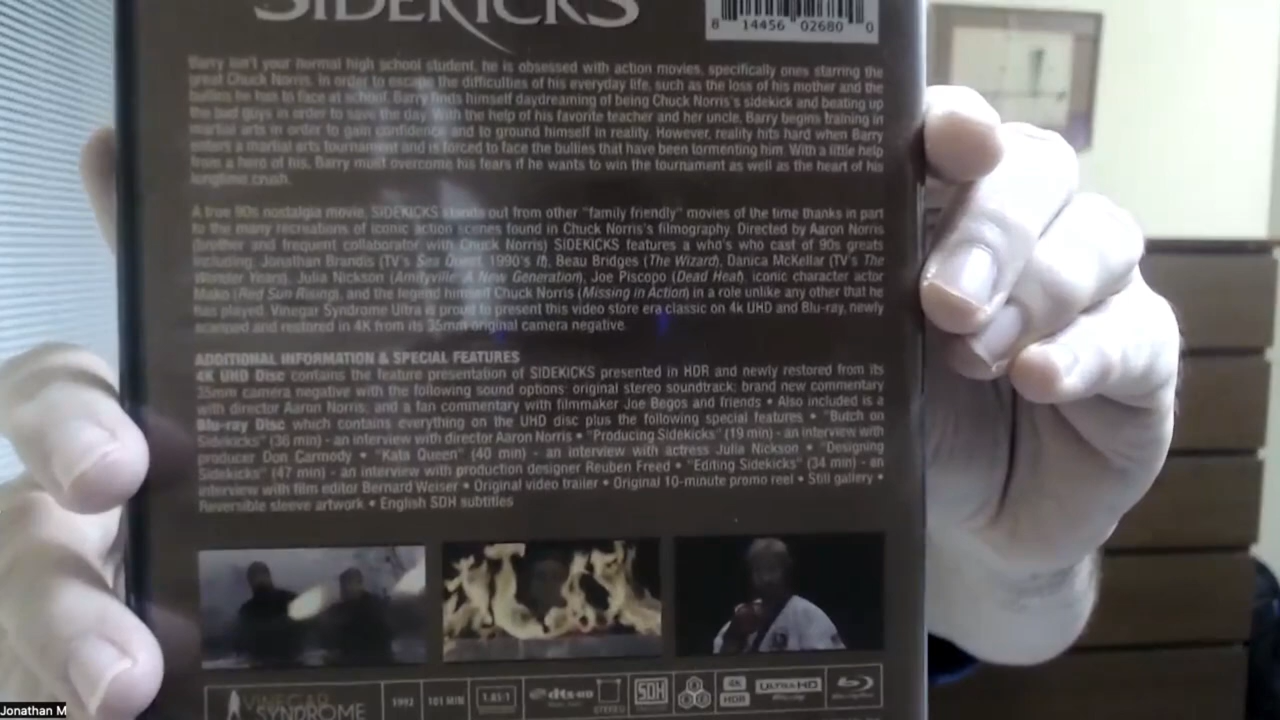 SIDEKICKS
8 14456 02680 0
Barry isn't your normal high school student, he is obsessed with action movies, specifically ones starring the
great Chuck Norris. In order to escape the difficulties of his everyday life, such as the loss of his mother and the
bullies he has to face at school, Barry finds himself daydreaming of being Chuck Norris's sidekick and beating up
the bad guys in order to save the day. With the help of his favorite teacher and her uncle, Barry begins training in
martial arts in order to gain confidence and to ground himself in reality. However, reality hits hard when Barry
enters a martial arts tournament and is forced to face the bullies that have been tormenting him. With a little help
from a hero of his, Barry must overcome his fears if he wants to win the tournament as well as the heart of his
longtime crush.
A true 90s nostalgia movie, SIDEKICKS stands out from other "family friendly" movies of the time thanks in part
to the many recreations of iconic action scenes found in Chuck Norris's filmography. Directed by Aaron Norris
(brother and frequent collaborator with Chuck Norris) SIDEKICKS features a who's who cast of 90s greats
including: Jonathan Brandis (TV's Sea Quest, 1990's It), Beau Bridges (The Wizard), Danica McKellar (TV's The
Wonder Years), Julia Nickson (Amityville: A New Generation), Joe Piscopo (Dead Heat), iconic character actor
Mako (Red Sun Rising), and the legend himself Chuck Norris (Missing in Action) in a role unlike any other that he
has played. Vinegar Syndrome Ultra is proud to present this video store era classic on 4k UHD and Blu-ray, newly
scanned and restored in 4K from its 35mm original camera negative.
ADDITIONAL INFORMATION & SPECIAL FEATURES
4K UHD Disc contains the feature presentation of SIDEKICKS presented in HDR and newly restored from its
35mm camera negative with the following sound options: original stereo soundtrack; brand new commentary
with director Aaron Norris; and a fan commentary with filmmaker Joe Begos and friends • Also included is a
Blu-ray Disc which contains everything on the UHD disc plus the following special features • "Butch on
Sidekicks" (36 min) - an interview with director Aaron Norris • "Producing Sidekicks" (19 min) - an interview with
producer Don Carmody • "Kata Queen" (40 min) - an interview with actress Julia Nickson • "Designing
Sidekicks" (47 min) - an interview with production designer Reuben Freed • "Editing Sidekicks" (34 min) - an
interview with film editor Bernard Weiser • Original video trailer • Original 10-minute promo reel • Still gallery •
Reversible sleeve artwork • English SDH subtitles
VINEGAR SYNDROME 1992 101 MIN 1.85:1 dts-HD STEREO SDH 4K HDR ULTRA HD Blu-ray
Jonathan M